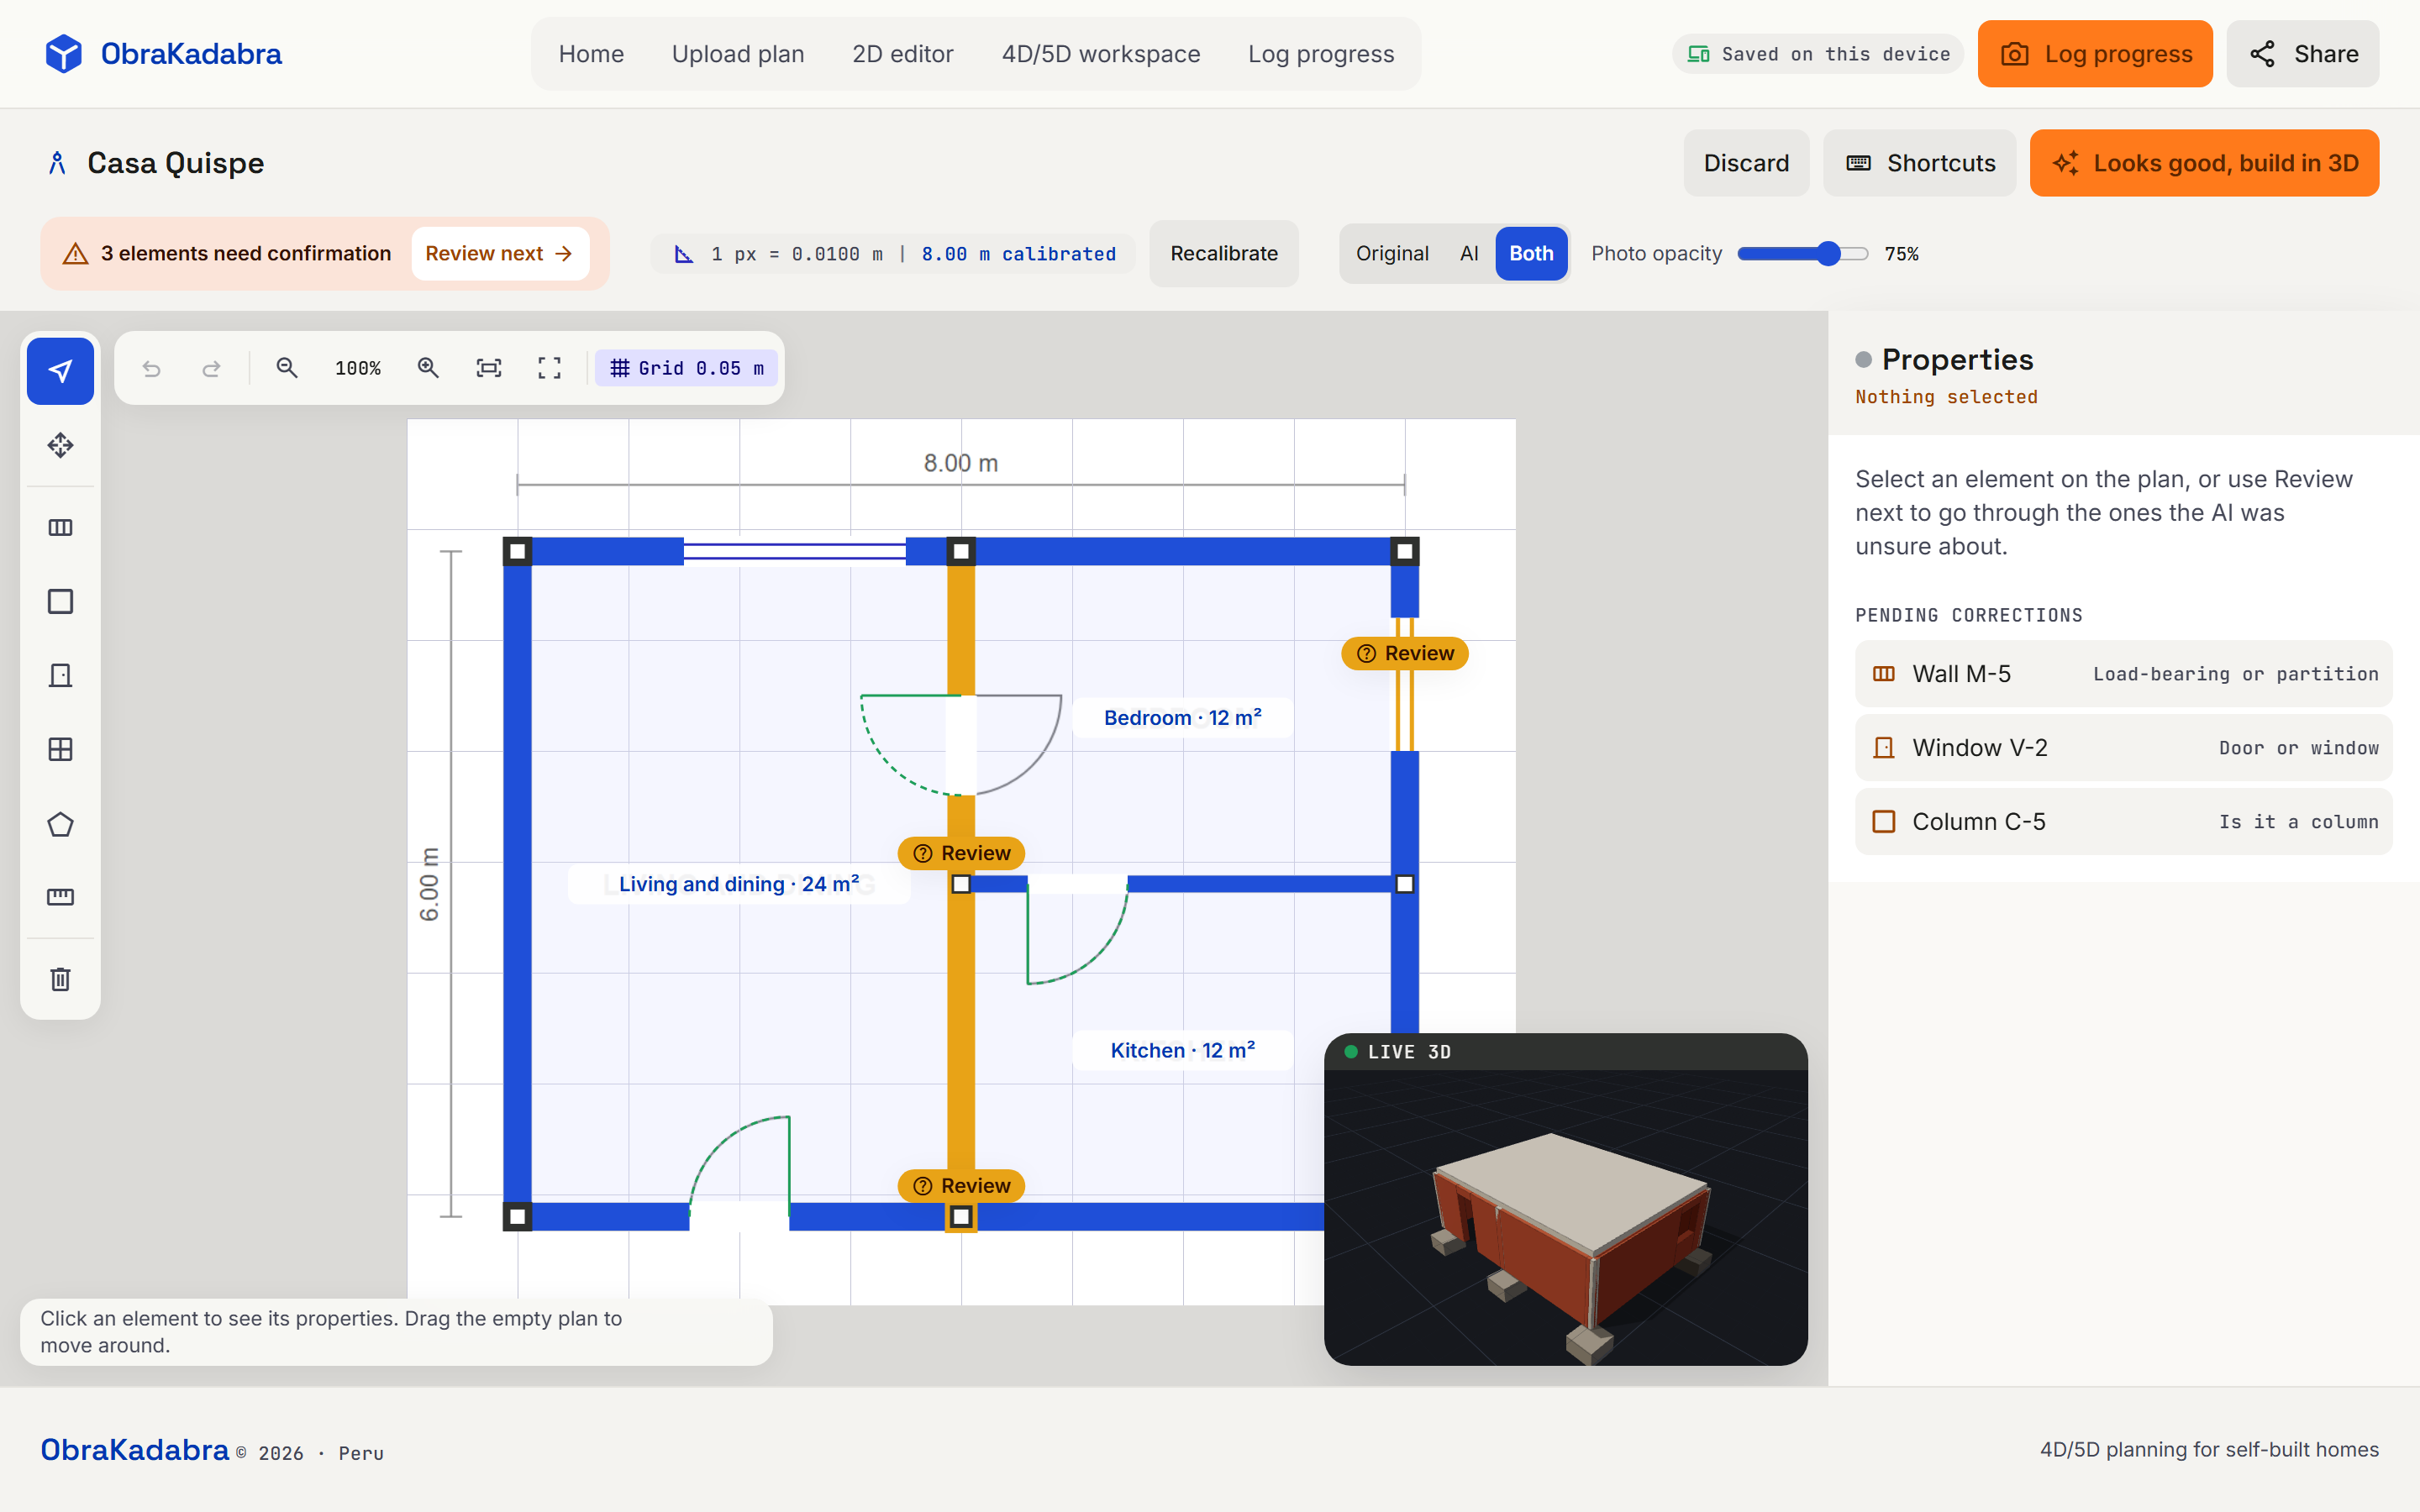 ObraKadabra
Home
Upload plan
2D editor
4D/5D workspace
Log progress
Saved on this device
Log progress
Share
Casa Quispe
Discard
Shortcuts
Looks good, build in 3D
3 elements need confirmation
Review next
1 px = 0.0100 m | 8.00 m calibrated
Recalibrate
Original
AI
Both
Photo opacity
75%
100%
Grid 0.05 m
8.00 m
6.00 m
Review
Bedroom · 12 m²
Review
Living and dining · 24 m²
Kitchen · 12 m²
Review
LIVE 3D
Click an element to see its properties. Drag the empty plan to
move around.
Properties
Nothing selected
Select an element on the plan, or use Review
next to go through the ones the AI was
unsure about.
PENDING CORRECTIONS
Wall M-5
Load-bearing or partition
Window V-2
Door or window
Column C-5
Is it a column
ObraKadabra © 2026 · Peru
4D/5D planning for self-built homes